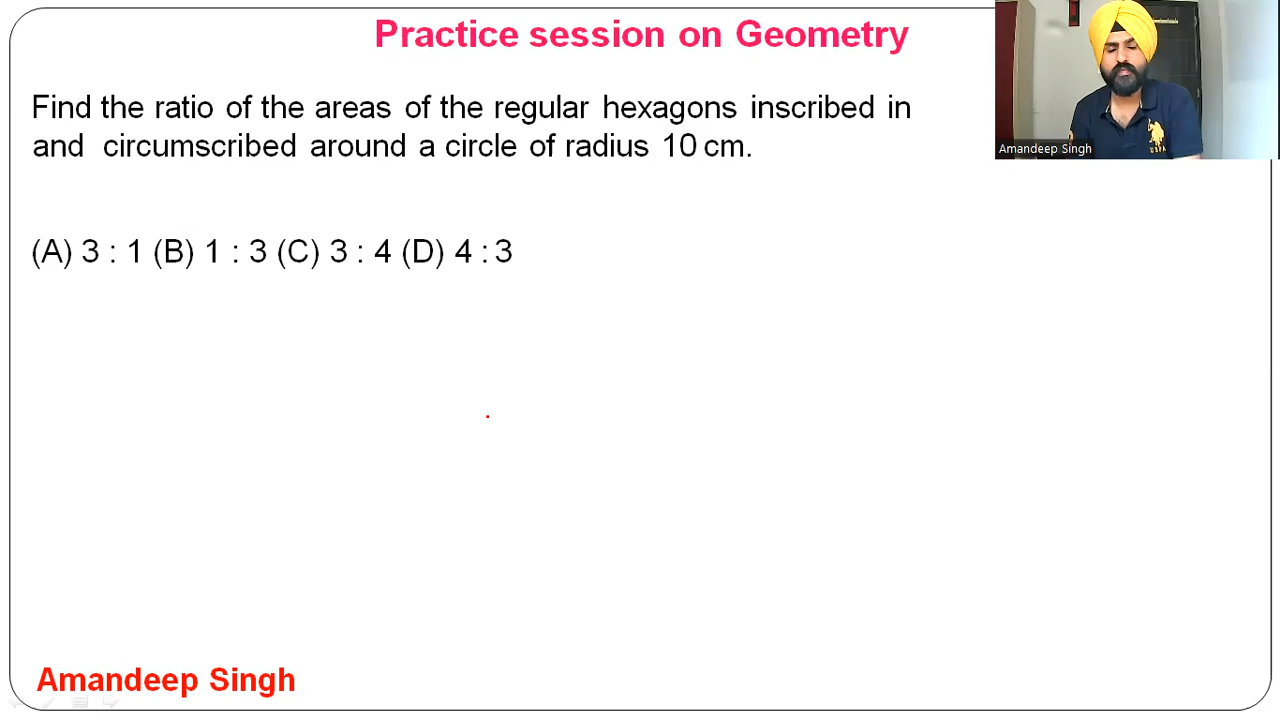 Practice session on Geometry
Find the ratio of the areas of the regular hexagons inscribed in
and circumscribed around a circle of radius 10 cm.
(A) 3 : 1 (B) 1 : 3 (C) 3 : 4 (D) 4 : 3
USPA
Amandeep Singh
Amandeep Singh